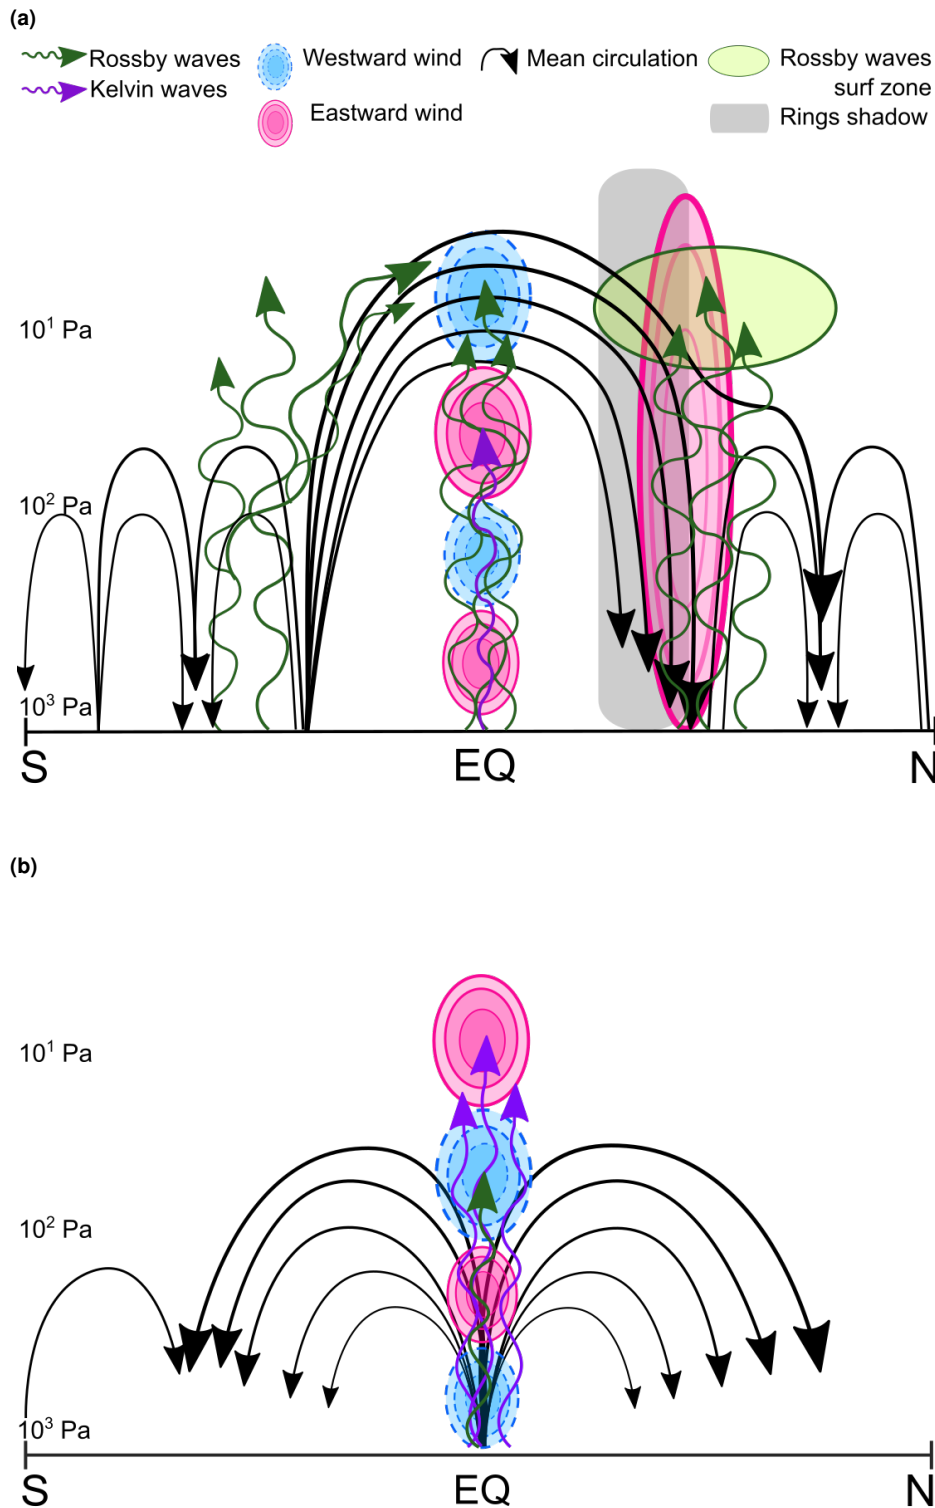 (a)
Rossby waves
Kelvin waves
Westward wind
Eastward wind
Mean circulation
Rossby waves
surf zone
Rings shadow
10¹ Pa
10² Pa
10³ Pa
S
EQ
N
(b)
10¹ Pa
10² Pa
10³ Pa
S
EQ
N